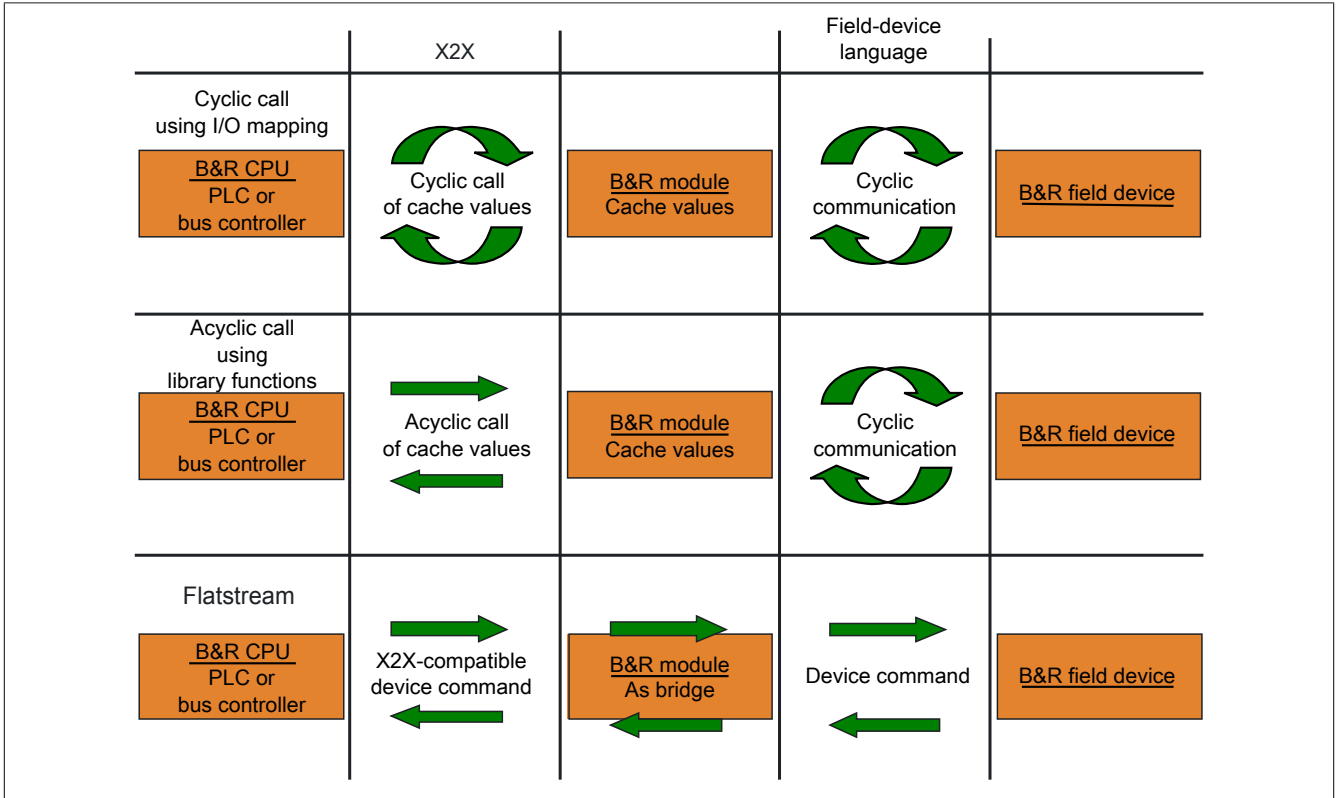 X2X
Field-device
language
Cyclic call
using I/O mapping
B&R CPU
PLC or
bus controller
Cyclic call
of cache values
B&R module
Cache values
Cyclic
communication
B&R field device
Acyclic call
using
library functions
B&R CPU
PLC or
bus controller
Acyclic call
of cache values
B&R module
Cache values
Cyclic
communication
B&R field device
Flatstream
B&R CPU
PLC or
bus controller
X2X-compatible
device command
B&R module
As bridge
Device command
B&R field device